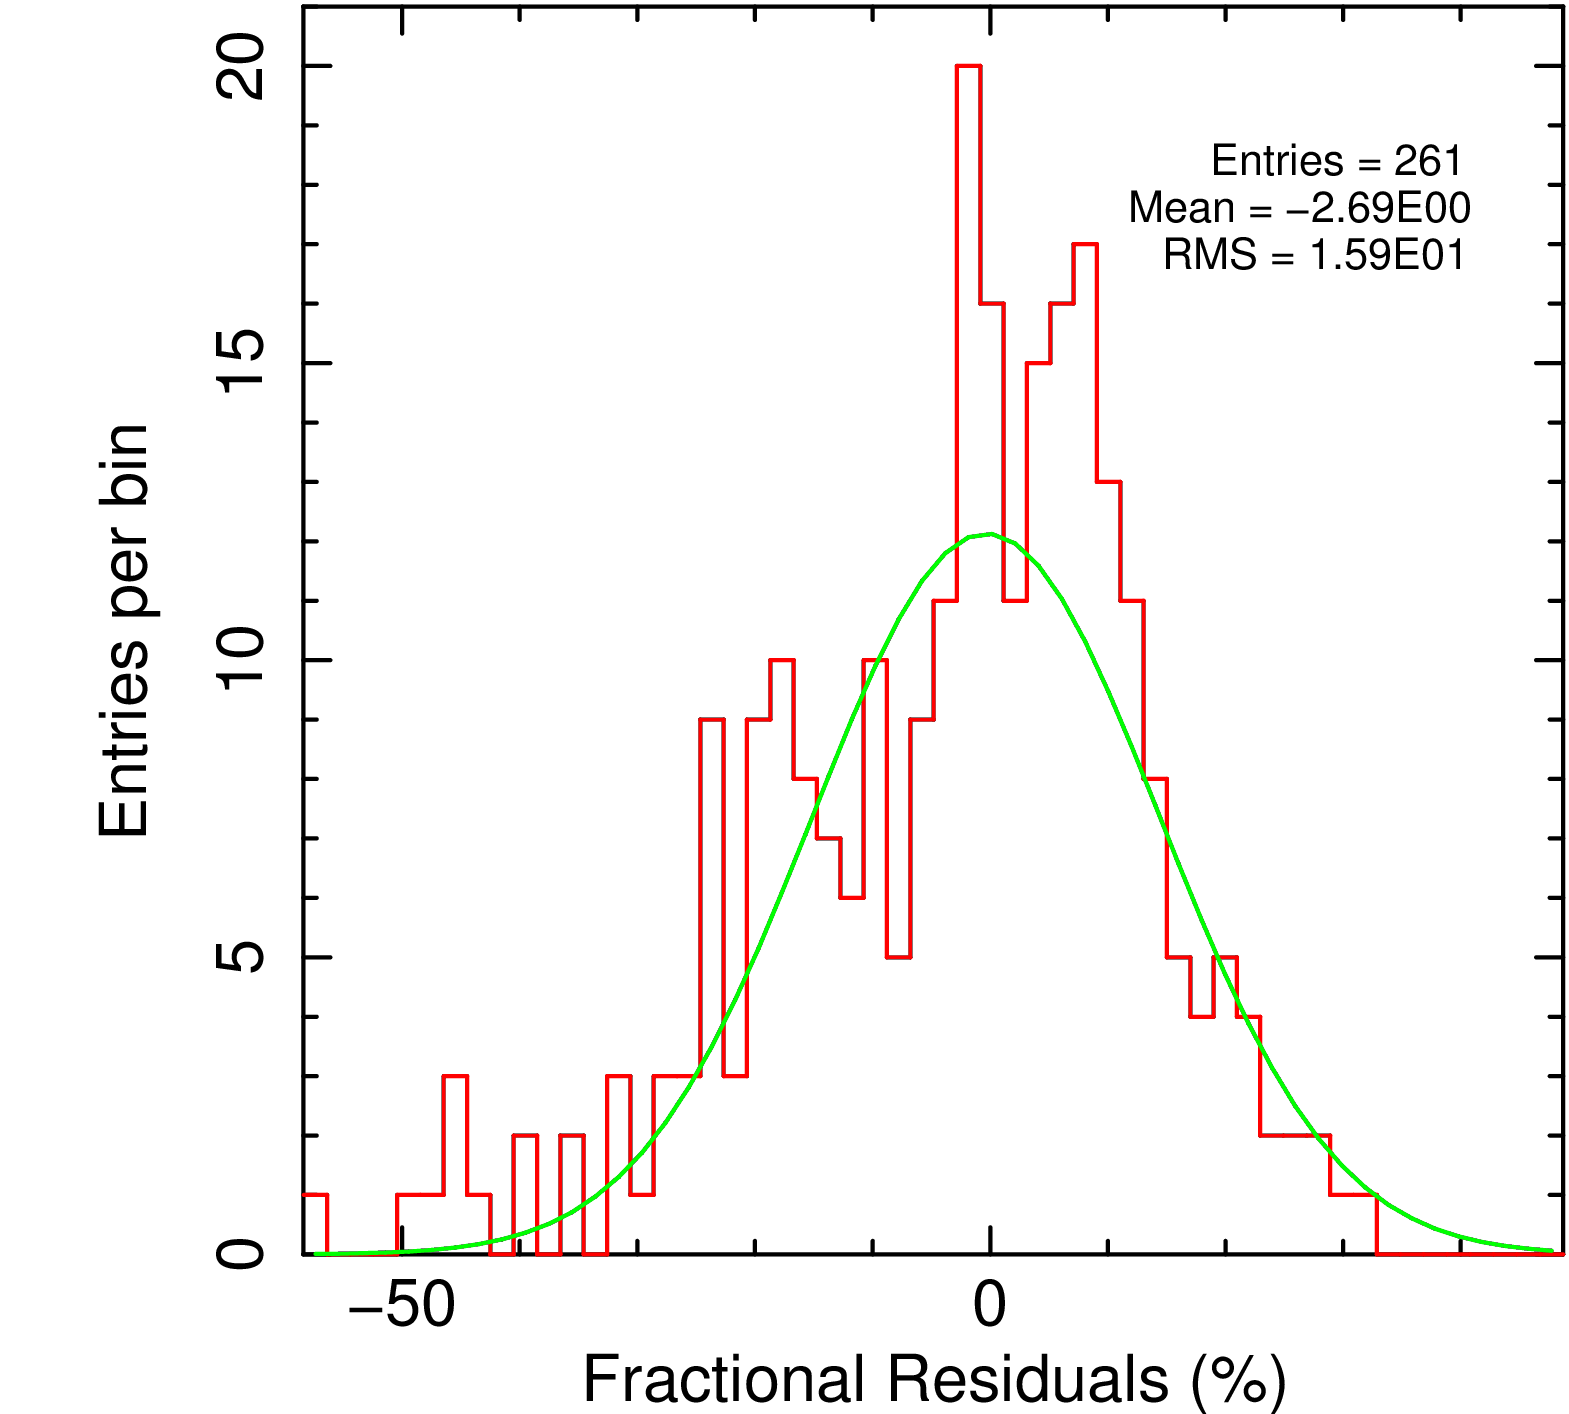 20
15
10
5
0
Entries per bin
Entries = 261
Mean = −2.69E00
RMS = 1.59E01
−50
0
Fractional Residuals (%)